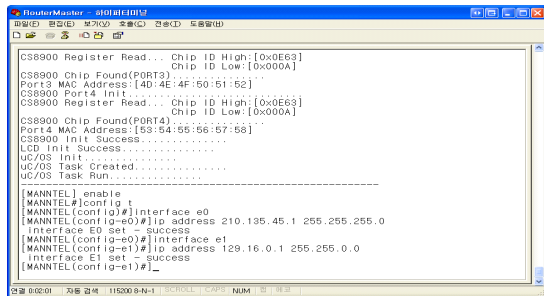 RouterMaster - 하이퍼터미널
파일(F) 편집(E) 보기(V) 호출(C) 전송(T) 도움말(H)
CS8900 Register Read... Chip ID High:[0x0E63]
Chip ID Low:[0x000A]
CS8900 Chip Found(PORT3)...............
Port3 MAC Address:[4D:4E:4F:50:51:52]
CS8900 Port4 Init......................
CS8900 Register Read... Chip ID High:[0x0E63]
Chip ID Low:[0x000A]
CS8900 Chip Found(PORT4)...............
Port4 MAC Address:[53:54:55:56:57:58]
CS8900 Init Success...............
LCD Init Success...............
uC/OS Init...............
uC/OS Task Created...............
uC/OS Task Run...............
------------------------------------------------------------
[MANNTEL] enable
[MANNTEL#]config t
[MANNTEL(config)#]interface e0
[MANNTEL(config-e0)#]ip address 210.135.45.1 255.255.255.0
interface E0 set - success
[MANNTEL(config-e0)#]interface e1
[MANNTEL(config-e1)#]ip address 129.16.0.1 255.255.0.0
interface E1 set - success
[MANNTEL(config-e1)#]_
연결 0:02:01 자동 검색 115200 8-N-1 SCROLL CAPS NUM 캡 에코